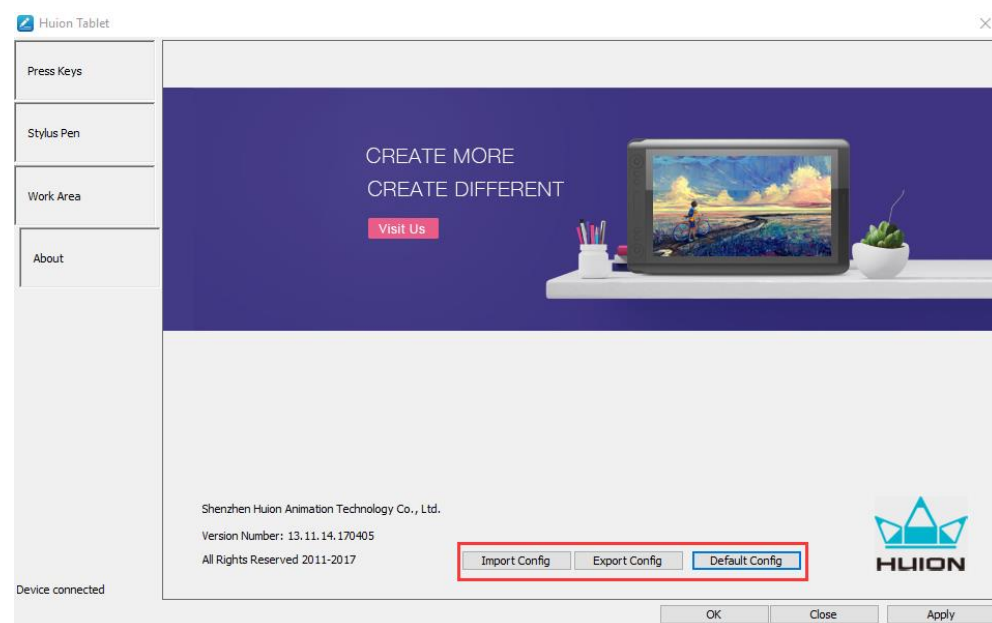 Huion Tablet
Press Keys
Stylus Pen
Work Area
About
CREATE MORE
CREATE DIFFERENT
Visit Us
Shenzhen Huion Animation Technology Co., Ltd.
Version Number: 13.11.14.170405
All Rights Reserved 2011-2017
Import Config
Export Config
Default Config
HUION
Device connected
OK
Close
Apply